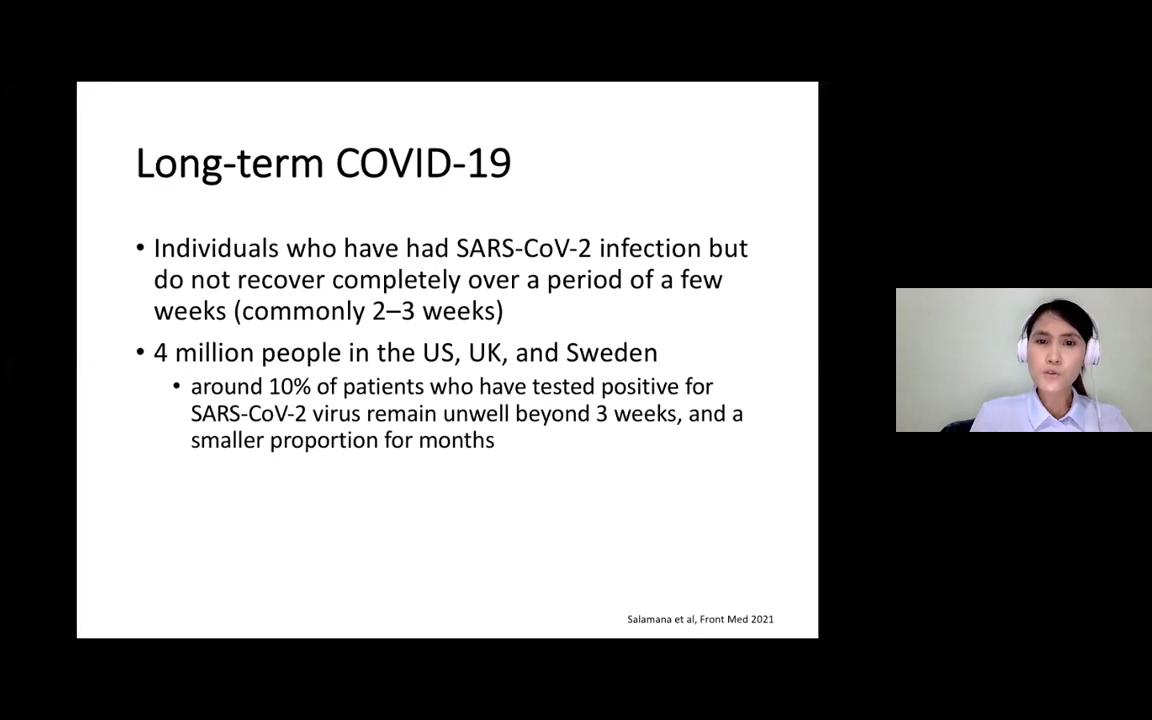 Long-term COVID-19
• Individuals who have had SARS-CoV-2 infection but
do not recover completely over a period of a few
weeks (commonly 2–3 weeks)
• 4 million people in the US, UK, and Sweden
• around 10% of patients who have tested positive for
SARS-CoV-2 virus remain unwell beyond 3 weeks, and a
smaller proportion for months
Salamana et al, Front Med 2021